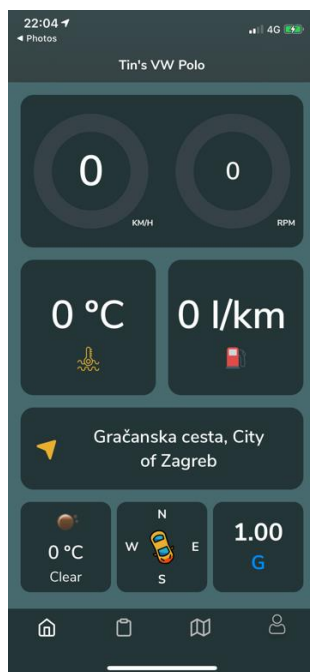 22:04
4G
◀ Photos
Tin's VW Polo
0
KM/H
0
RPM
0 °C
0 l/km
Gračanska cesta, City
of Zagreb
0 °C
Clear
N
W
E
S
1.00
G